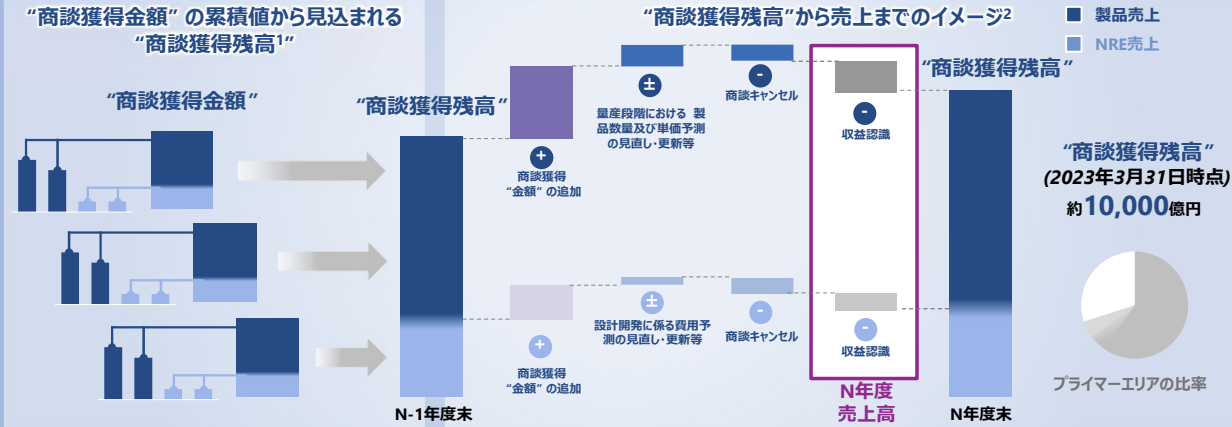 “商談獲得金額” の累積値から見込まれる
“商談獲得残高¹”
“商談獲得残高”から売上までのイメージ²
製品売上
NRE売上
“商談獲得金額”
“商談獲得残高”
+
商談獲得
“金額” の追加
±
量産段階における 製
品数量及び単価予測
の見直し・更新等
-
商談キャンセル
-
収益認識
“商談獲得残高”
“商談獲得残高”
(2023年3月31日時点)
約10,000億円
+
商談獲得
“金額” の追加
±
設計開発に係る費用予
測の見直し・更新等
-
商談キャンセル
-
収益認識
プライマーエリアの比率
N-1年度末
N年度
売上高
N年度末